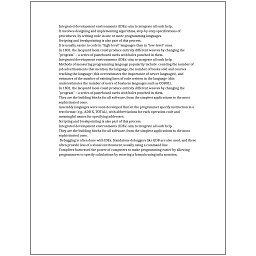 Integrated development environments (IDEs) aim to integrate all such help.
It involves designing and implementing algorithms, step-by-step specifications of
procedures, by writing code in one or more programming languages.
Scripting and breakpointing is also part of this process.
It is usually easier to code in "high-level" languages than in "low-level" ones.
In 1801, the Jacquard loom could produce entirely different weaves by changing the
"program" - a series of pasteboard cards with holes punched in them.
Integrated development environments (IDEs) aim to integrate all such help.
Methods of measuring programming language popularity include: counting the number of
job advertisements that mention the language, the number of books sold and courses
teaching the language (this overestimates the importance of newer languages), and
estimates of the number of existing lines of code written in the language (this
underestimates the number of users of business languages such as COBOL).
In 1801, the Jacquard loom could produce entirely different weaves by changing the
"program" - a series of pasteboard cards with holes punched in them.
They are the building blocks for all software, from the simplest applications to the most
sophisticated ones.
Assembly languages were soon developed that let the programmer specify instruction in a
text format (e.g., ADD X, TOTAL), with abbreviations for each operation code and
meaningful names for specifying addresses.
Scripting and breakpointing is also part of this process.
Integrated development environments (IDEs) aim to integrate all such help.
They are the building blocks for all software, from the simplest applications to the most
sophisticated ones.
Debugging is often done with IDEs. Standalone debuggers like GDB are also used, and these
often provide less of a visual environment, usually using a command line.
Compilers harnessed the power of computers to make programming easier by allowing
programmers to specify calculations by entering a formula using infix notation.